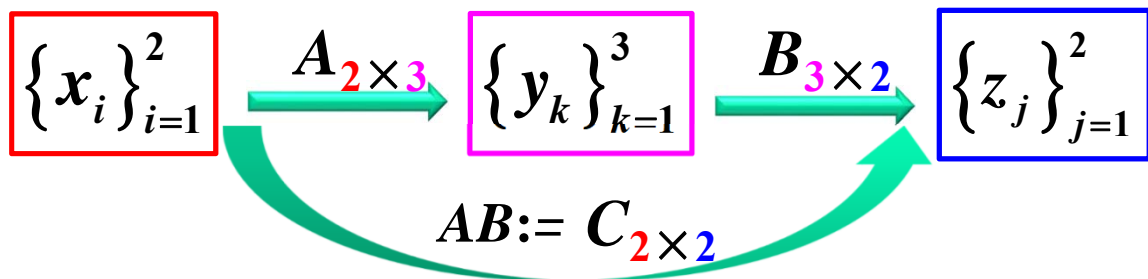 {x_i}_{i=1}^{2} A_{2×3} {y_k}_{k=1}^{3} B_{3×2} {z_j}_{j=1}^{2}
AB:= C_{2×2}